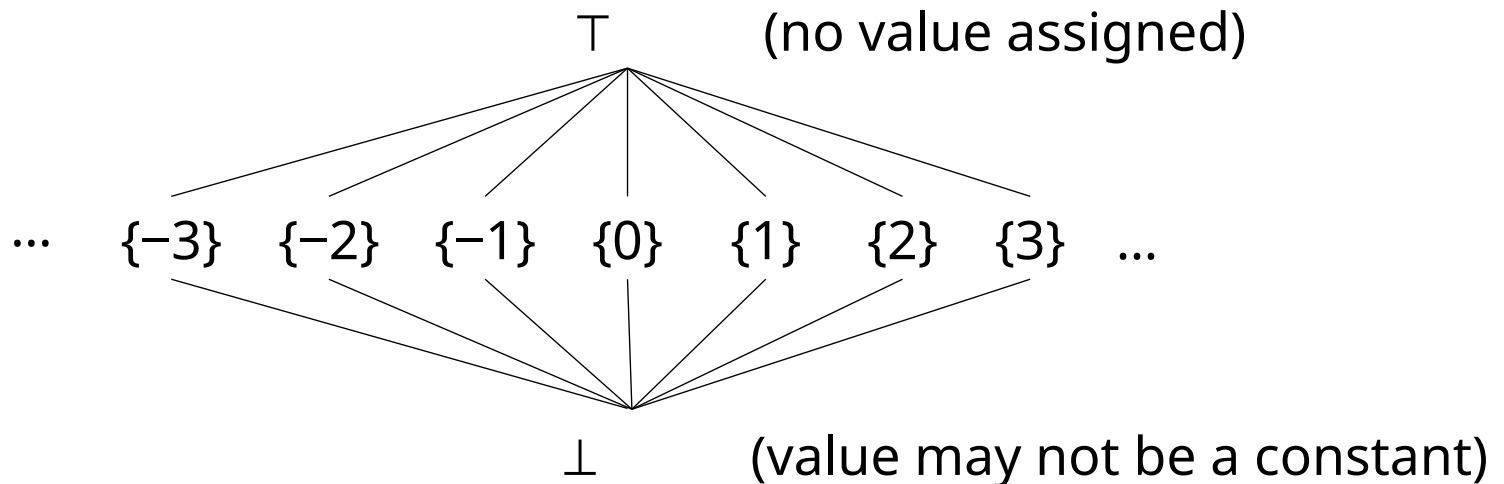 ⊤ (no value assigned)
... {−3} {−2} {−1} {0} {1} {2} {3} ...
⊥ (value may not be a constant)